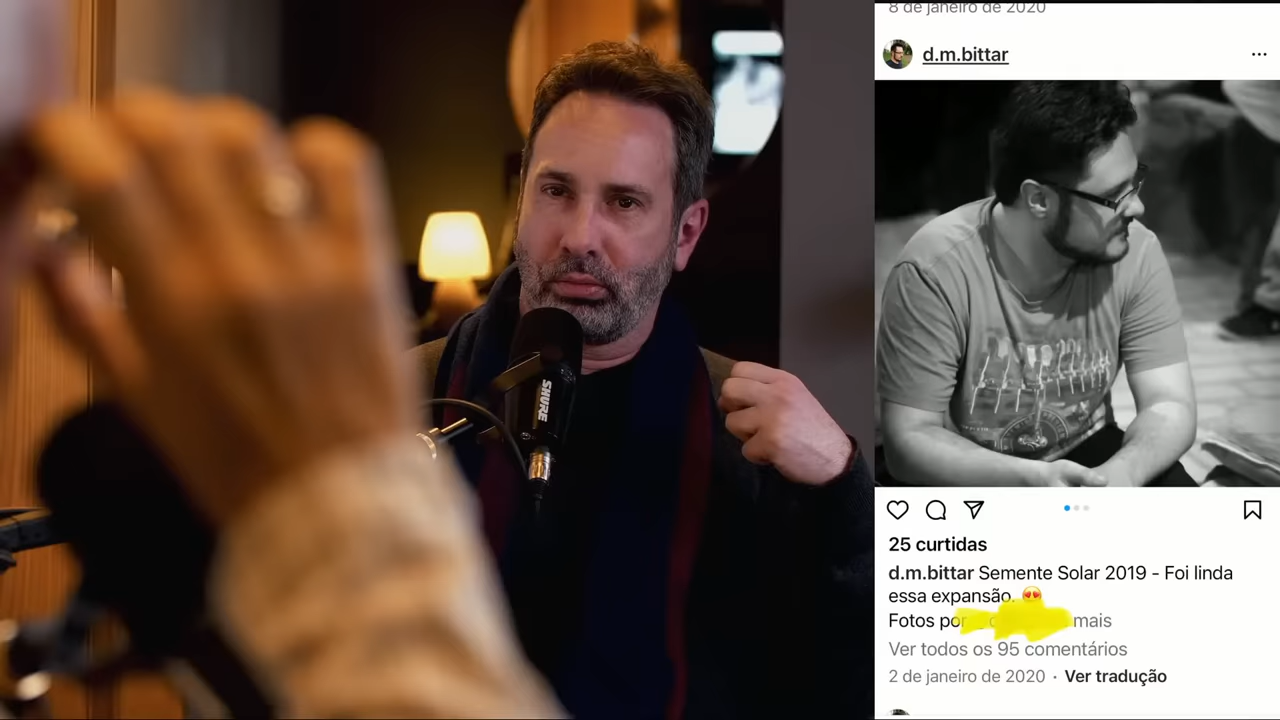 SHURE
8 de janeiro de 2020
d.m.bittar
25 curtidas
d.m.bittar Semente Solar 2019 - Foi linda
essa expansão. 😍
Fotos por mais
Ver todos os 95 comentários
2 de janeiro de 2020 · Ver tradução